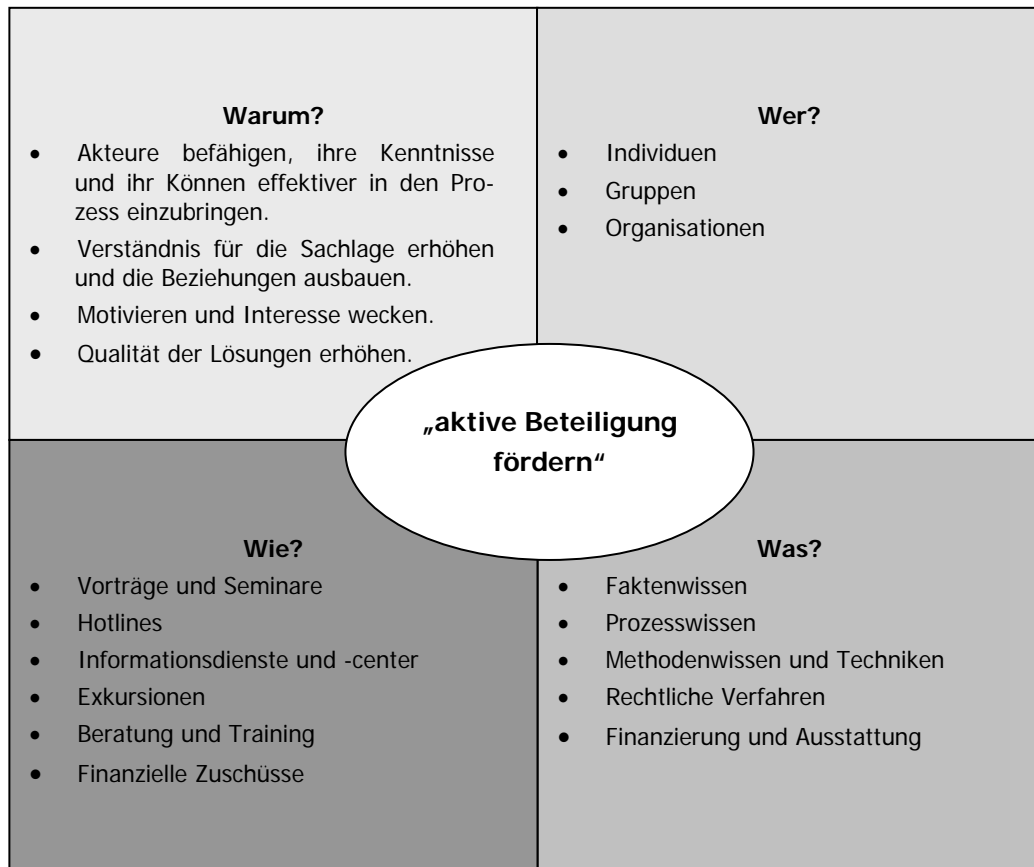 Warum?
• Akteure befähigen, ihre Kenntnisse
und ihr Können effektiver in den Pro-
zess einzubringen.
• Verständnis für die Sachlage erhöhen
und die Beziehungen ausbauen.
• Motivieren und Interesse wecken.
• Qualität der Lösungen erhöhen.
Wer?
• Individuen
• Gruppen
• Organisationen
„aktive Beteiligung
fördern“
Wie?
• Vorträge und Seminare
• Hotlines
• Informationsdienste und -center
• Exkursionen
• Beratung und Training
• Finanzielle Zuschüsse
Was?
• Faktenwissen
• Prozesswissen
• Methodenwissen und Techniken
• Rechtliche Verfahren
• Finanzierung und Ausstattung